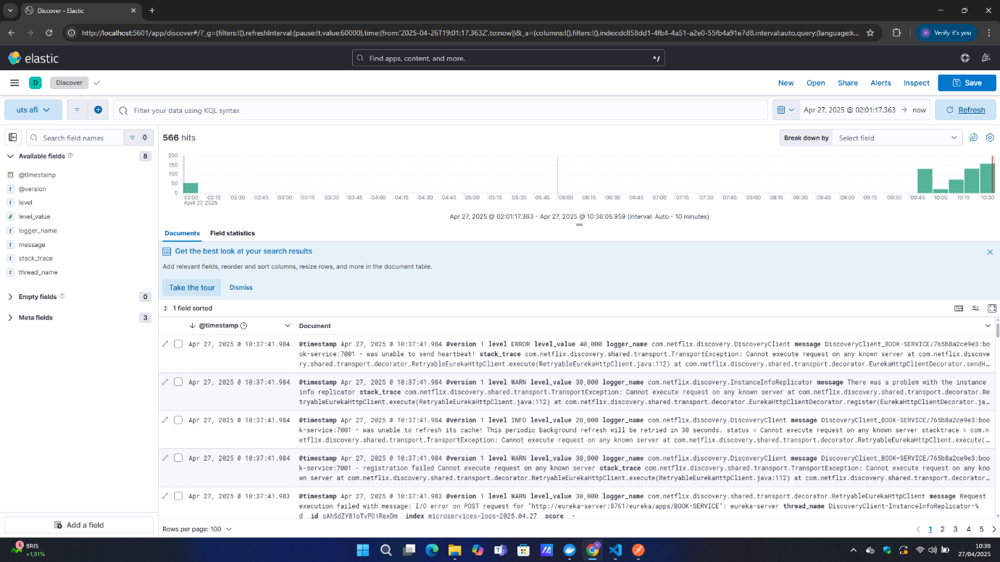 Discover - Elastic
http://localhost:5601/app/discover#/?_g=(filters:!(),refreshInterval:(pause:!t,value:60000),time:(from:'2025-04-26T19:01:17.363Z',to:now))&_a=(columns:!(),filters:!(),index:dc858dd1-4fb4-4a51-a2e0-55fb4a91e7d8,interval:auto,query:(language:k...
Verify it's you
elastic
Find apps, content, and more.
^/
D
Discover
New
Open
Share
Alerts
Inspect
Save
uts afi
Filter your data using KQL syntax
Apr 27, 2025 @ 02:01:17.363 → now
Refresh
Search field names
0
566 hits
Break down by
Select field
Available fields
8
@timestamp
@version
level
level_value
logger_name
message
stack_trace
thread_name
Empty fields
0
Meta fields
3
Add a field
200
150
100
50
0
02:00 02:15 02:30 02:45 03:00 03:15 03:30 03:45 04:00 04:15 04:30 04:45 05:00 05:15 05:30 05:45 06:00 06:15 06:30 06:45 07:00 07:15 07:30 07:45 08:00 08:15 08:30 08:45 09:00 09:15 09:30 09:45 10:00 10:15 10:30
April 27, 2025
Apr 27, 2025 @ 02:01:17.363 - Apr 27, 2025 @ 10:38:06.959 (interval: Auto - 10 minutes)
Documents
Field statistics
Get the best look at your search results
Add relevant fields, reorder and sort columns, resize rows, and more in the document table.
Take the tour
Dismiss
1 field sorted
@timestamp
Document
Apr 27, 2025 @ 10:37:41.984
@timestamp Apr 27, 2025 @ 10:37:41.984 @version 1 level ERROR level_value 40,000 logger_name com.netflix.discovery.DiscoveryClient message DiscoveryClient_BOOK-SERVICE/765b8a2ce9e3:bo
ok-service:7001 - was unable to send heartbeat! stack_trace com.netflix.discovery.shared.transport.TransportException: Cannot execute request on any known server at com.netflix.discove
ry.shared.transport.decorator.RetryableEurekaHttpClient.execute(RetryableEurekaHttpClient.java:112) at com.netflix.discovery.shared.transport.decorator.EurekaHttpClientDecorator.sendH...
Apr 27, 2025 @ 10:37:41.984
@timestamp Apr 27, 2025 @ 10:37:41.984 @version 1 level WARN level_value 30,000 logger_name com.netflix.discovery.InstanceInfoReplicator message There was a problem with the instance
info replicator stack_trace com.netflix.discovery.shared.transport.TransportException: Cannot execute request on any known server at com.netflix.discovery.shared.transport.decorator.Re
tryableEurekaHttpClient.execute(RetryableEurekaHttpClient.java:112) at com.netflix.discovery.shared.transport.decorator.EurekaHttpClientDecorator.register(EurekaHttpClientDecorator.ja...
Apr 27, 2025 @ 10:37:41.984
@timestamp Apr 27, 2025 @ 10:37:41.984 @version 1 level INFO level_value 20,000 logger_name com.netflix.discovery.DiscoveryClient message DiscoveryClient_BOOK-SERVICE/765b8a2ce9e3:boo
k-service:7001 - was unable to refresh its cache! This periodic background refresh will be retried in 30 seconds. status = Cannot execute request on any known server stacktrace = com.n
etflix.discovery.shared.transport.TransportException: Cannot execute request on any known server at com.netflix.discovery.shared.transport.decorator.RetryableEurekaHttpClient.execute(...
Apr 27, 2025 @ 10:37:41.984
@timestamp Apr 27, 2025 @ 10:37:41.984 @version 1 level WARN level_value 30,000 logger_name com.netflix.discovery.DiscoveryClient message DiscoveryClient_BOOK-SERVICE/765b8a2ce9e3:boo
k-service:7001 - registration failed Cannot execute request on any known server stack_trace com.netflix.discovery.shared.transport.TransportException: Cannot execute request on any kno
wn server at com.netflix.discovery.shared.transport.decorator.RetryableEurekaHttpClient.execute(RetryableEurekaHttpClient.java:112) at com.netflix.discovery.shared.transport.decorator...
Apr 27, 2025 @ 10:37:41.983
@timestamp Apr 27, 2025 @ 10:37:41.983 @version 1 level WARN level_value 30,000 logger_name com.netflix.discovery.shared.transport.decorator.RetryableEurekaHttpClient message Request
execution failed with message: I/O error on POST request for "http://eureka-server:8761/eureka/apps/BOOK-SERVICE": eureka-server thread_name DiscoveryClient-InstanceInfoReplicator-%
Rows per page: 100
1 2 3 4 5
6
BRIS
+1,81%
10:38
27/04/2025